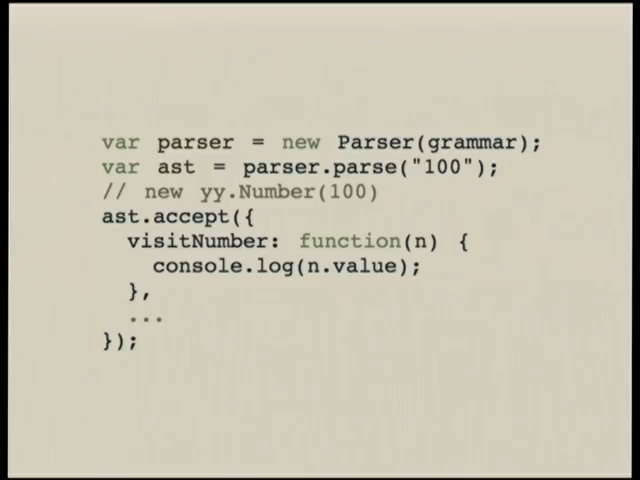 var parser = new Parser(grammar);
var ast = parser.parse("100");
// new yy.Number(100)
ast.accept({
  visitNumber: function(n) {
    console.log(n.value);
  },
  ...
});